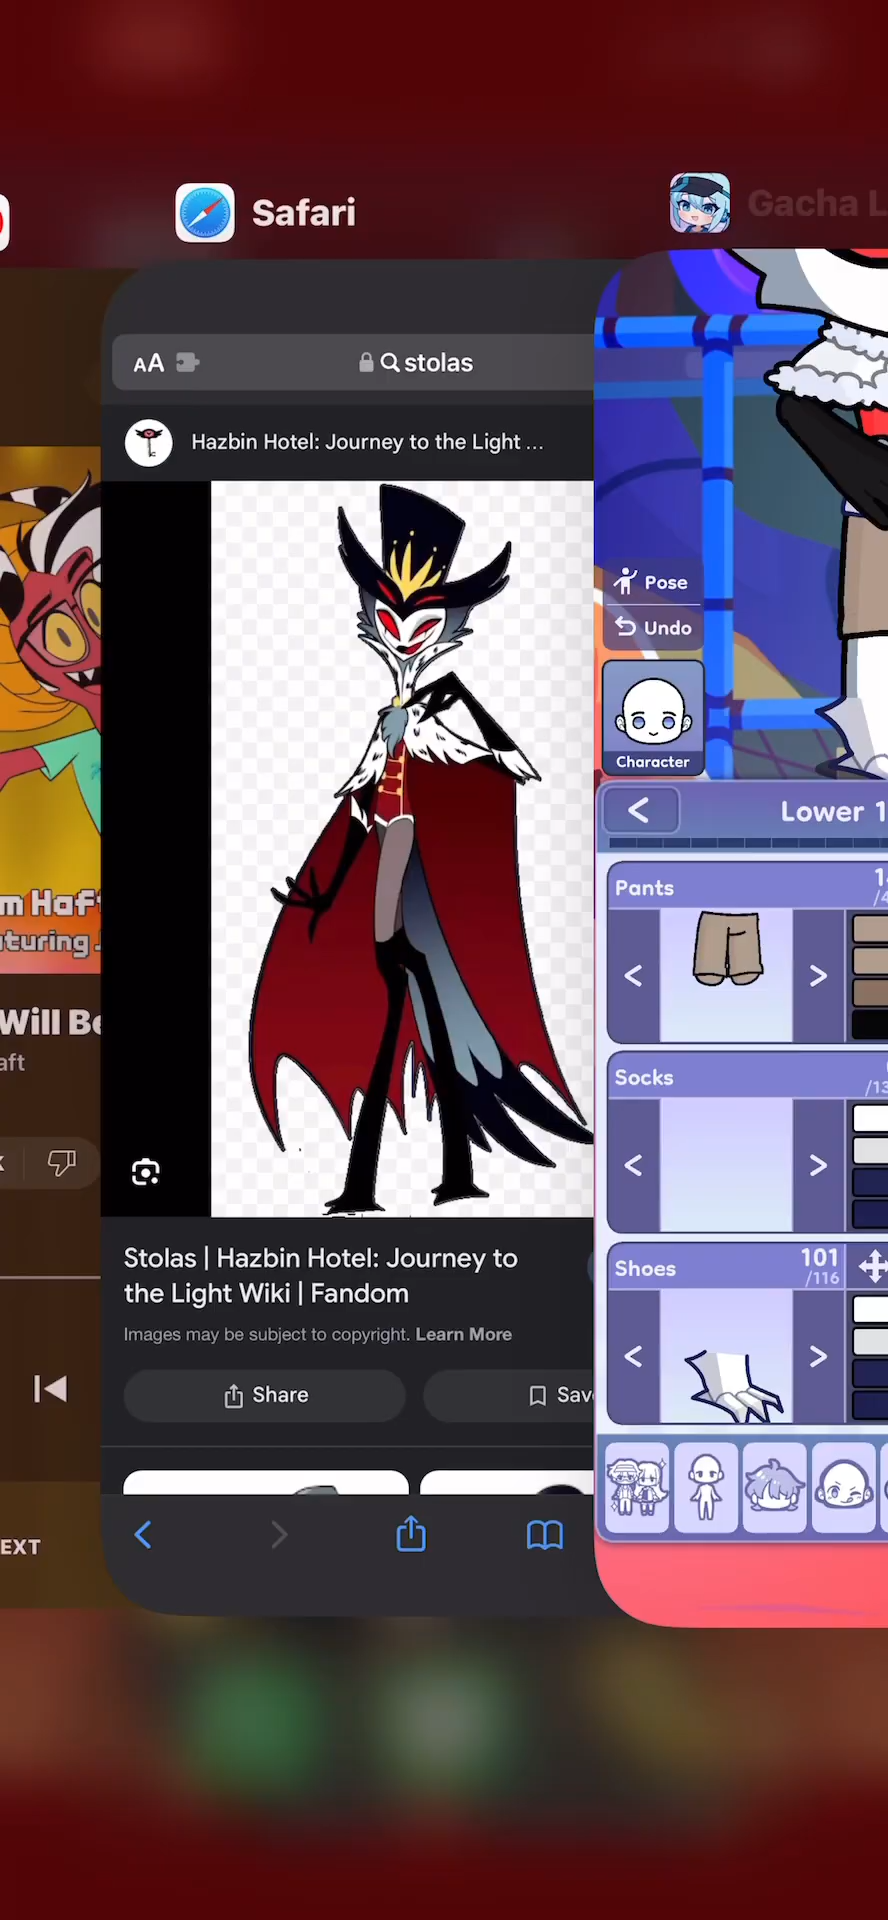 Safari
Gacha L
AA
stolas
Hazbin Hotel: Journey to the Light ...
Pose
Undo
Character
Lower 1
Pants
Socks
/13
Shoes
101
/116
m Haf
aturing
Will Be
aft
EXT
Stolas | Hazbin Hotel: Journey to
the Light Wiki | Fandom
Images may be subject to copyright. Learn More
Share
Sav